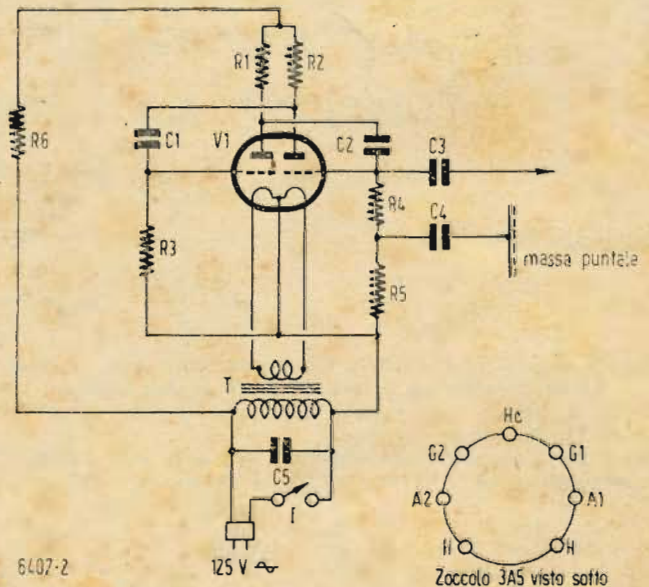 R1
R2
R6
C1
V1
C2
C3
R4
C4
R3
R5
massa puntale
T
C5
I
Hc
G2
G1
A2
A1
H
H
6402-2
125 V
Zoccolo 3A5 visto sotto